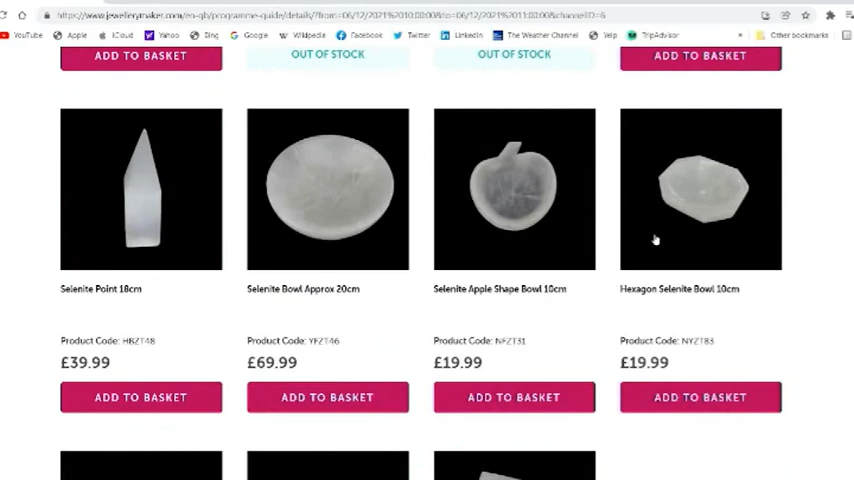 https://www.jewellerymaker.com/en-gb/programme-guide/details/?from=06/12/2021%2010:00:00&to=06/12/2021%2011:00:00&channelID=6
YouTube Apple iCloud Yahoo Bing Google Wikipedia Facebook Twitter LinkedIn The Weather Channel Yelp TripAdvisor » Other bookmarks
ADD TO BASKET OUT OF STOCK OUT OF STOCK ADD TO BASKET
Selenite Point 18cm Selenite Bowl Approx 20cm Selenite Apple Shape Bowl 10cm Hexagon Selenite Bowl 10cm
Product Code: HBZT48 Product Code: YFZT46 Product Code: NFZT31 Product Code: NYZT83
£39.99 £69.99 £19.99 £19.99
ADD TO BASKET ADD TO BASKET ADD TO BASKET ADD TO BASKET